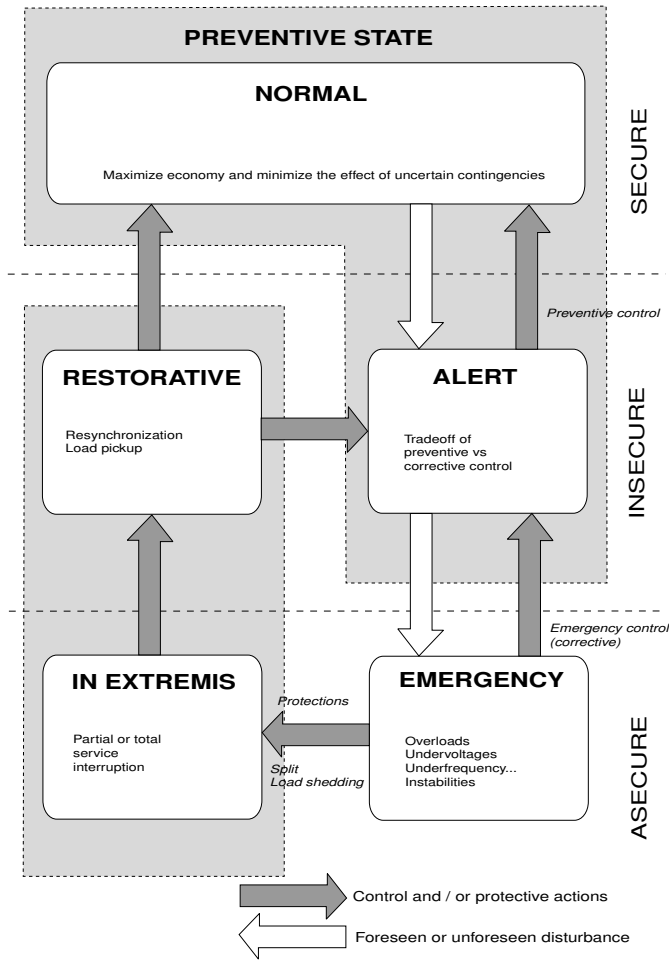 PREVENTIVE STATE
NORMAL
Maximize economy and minimize the effect of uncertain contingencies
SECURE
Preventive control
RESTORATIVE
Resynchronization
Load pickup
ALERT
Tradeoff of
preventive vs
corrective control
INSECURE
Emergency control
(corrective)
IN EXTREMIS
Partial or total
service
interruption
Protections
Split
Load shedding
EMERGENCY
Overloads
Undervoltages
Underfrequency...
Instabilities
ASECURE
Control and / or protective actions
Foreseen or unforeseen disturbance